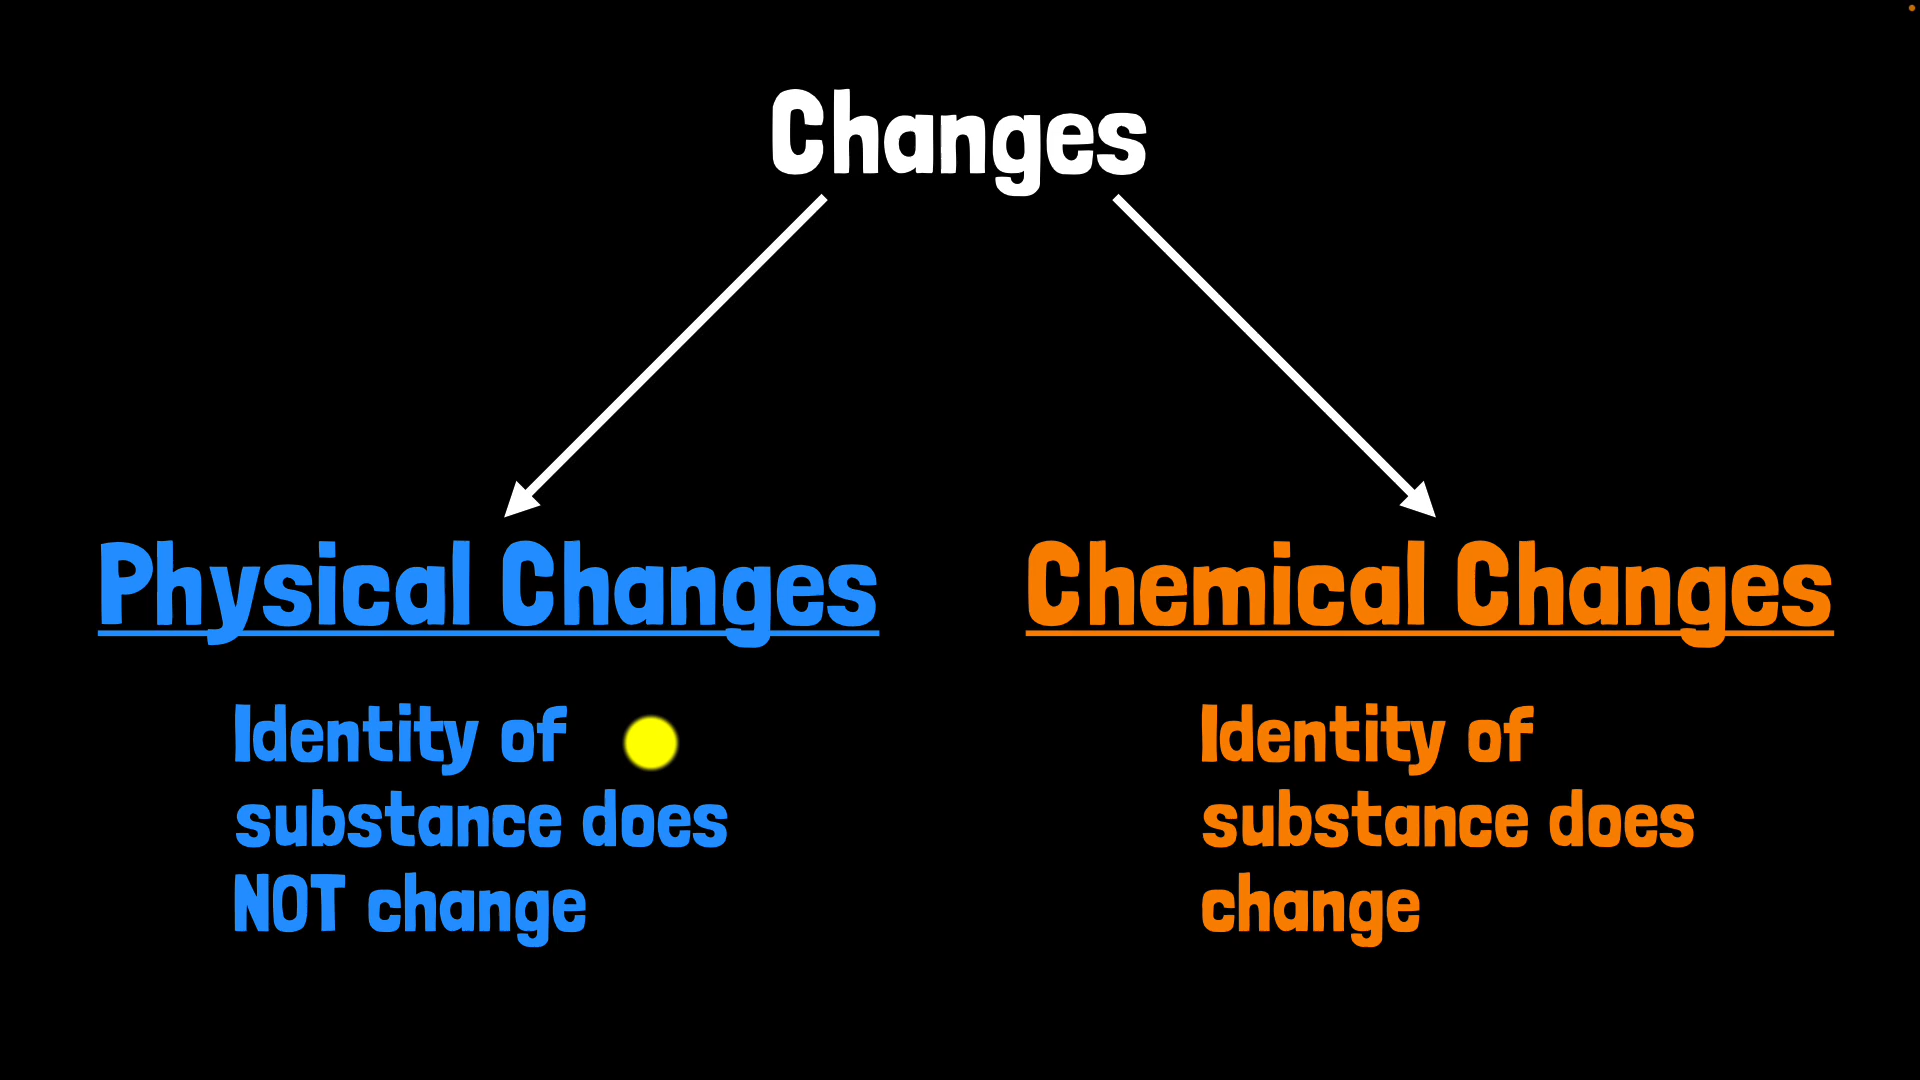 Changes
Physical Changes
Identity of
substance does
NOT change
Chemical Changes
Identity of
substance does
change